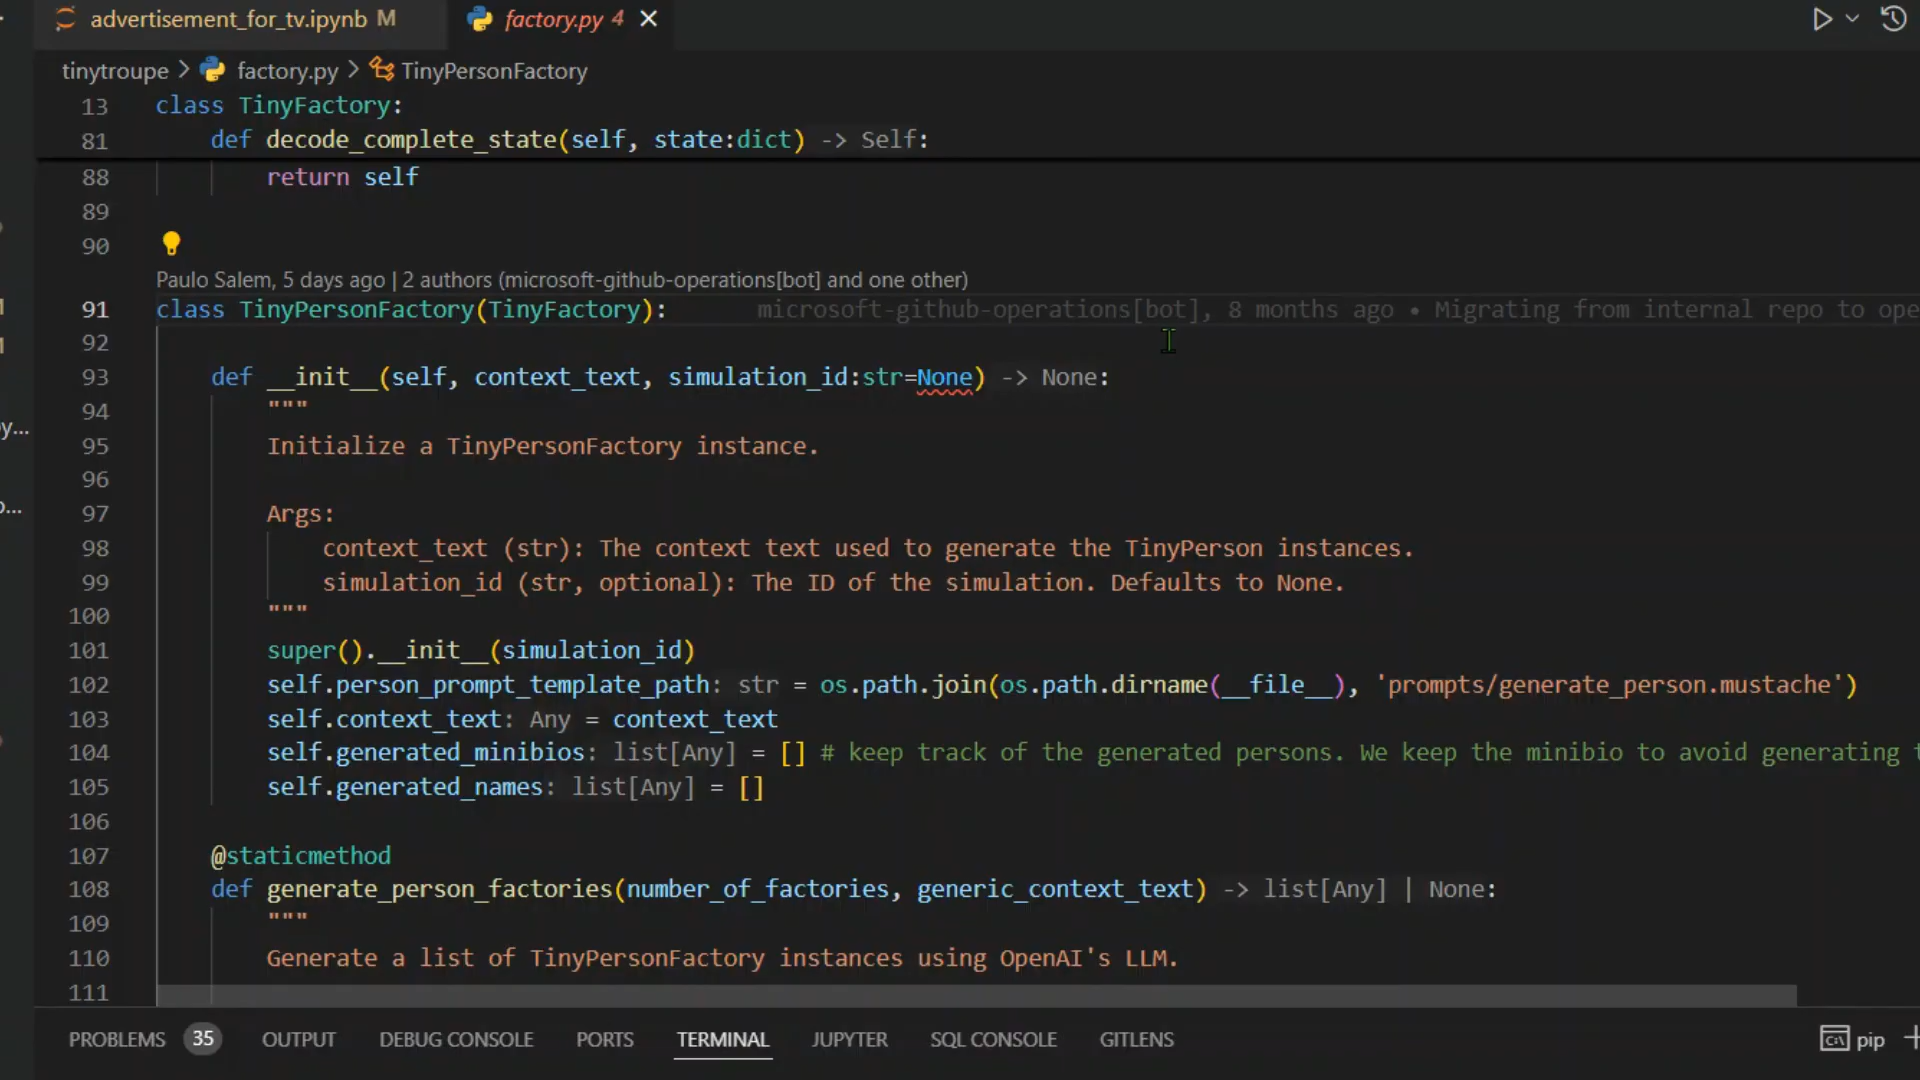 advertisement_for_tv.ipynb M
factory.py 4
tinytroupe > factory.py > TinyPersonFactory
13 class TinyFactory:
81 def decode_complete_state(self, state:dict) -> Self:
88 return self
89
90
Paulo Salem, 5 days ago | 2 authors (microsoft-github-operations[bot] and one other)
91 class TinyPersonFactory(TinyFactory): microsoft-github-operations[bot], 8 months ago • Migrating from internal repo to ope
92
93 def __init__(self, context_text, simulation_id:str=None) -> None:
94 """
95 Initialize a TinyPersonFactory instance.
96
97 Args:
98 context_text (str): The context text used to generate the TinyPerson instances.
99 simulation_id (str, optional): The ID of the simulation. Defaults to None.
100 """
101 super().__init__(simulation_id)
102 self.person_prompt_template_path: str = os.path.join(os.path.dirname(__file__), 'prompts/generate_person.mustache')
103 self.context_text: Any = context_text
104 self.generated_minibios: list[Any] = [] # keep track of the generated persons. We keep the minibio to avoid generating
105 self.generated_names: list[Any] = []
106
107 @staticmethod
108 def generate_person_factories(number_of_factories, generic_context_text) -> list[Any] | None:
109 """
110 Generate a list of TinyPersonFactory instances using OpenAI's LLM.
111
PROBLEMS 35 OUTPUT DEBUG CONSOLE PORTS TERMINAL JUPYTER SQL CONSOLE GITLENS pip